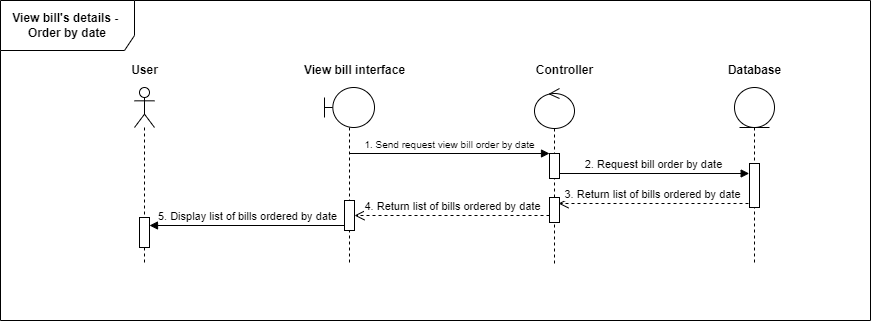 View bill's details -
Order by date
User
View bill interface
Controller
Database
1. Send request view bill order by date
2. Request bill order by date
3. Return list of bills ordered by date
4. Return list of bills ordered by date
5. Display list of bills ordered by date